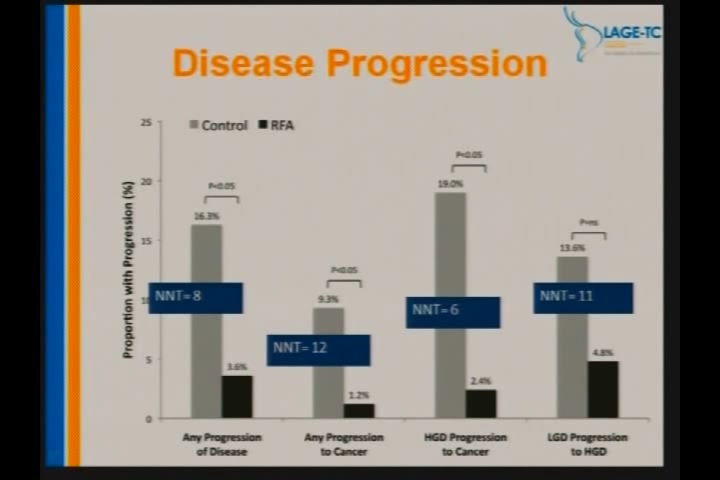 LAGE-TC
Disease Progression
25
20
15
10
5
0
Proportion with Progression (%)
Control RFA
P<0.05
16.3%
NNT= 8
3.6%
P<0.05
9.3%
NNT= 12
1.2%
P<0.05
19.0%
NNT= 6
2.4%
P=ns
13.6%
NNT= 11
4.8%
Any Progression
of Disease
Any Progression
to Cancer
HGD Progression
to Cancer
LGD Progression
to HGD